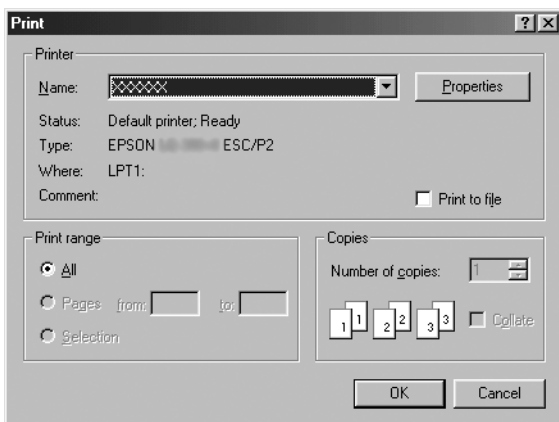 Print
Printer
Name: XXXXXX Properties
Status: Default printer; Ready
Type: EPSON ESC/P2
Where: LPT1:
Comment: Print to file
Print range
All
Pages from: to:
Selection
Copies
Number of copies: 1
1 1 2 2 3 3 Collate
OK Cancel